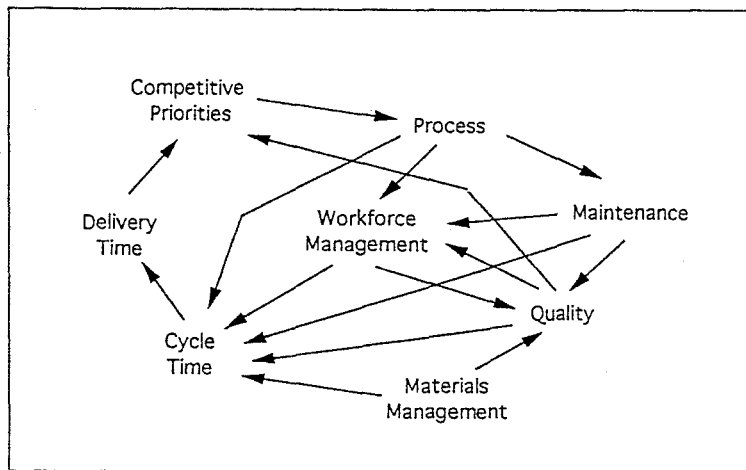 Competitive
Priorities
Process
Delivery
Time
Workforce
Management
Maintenance
Cycle
Time
Quality
Materials
Management